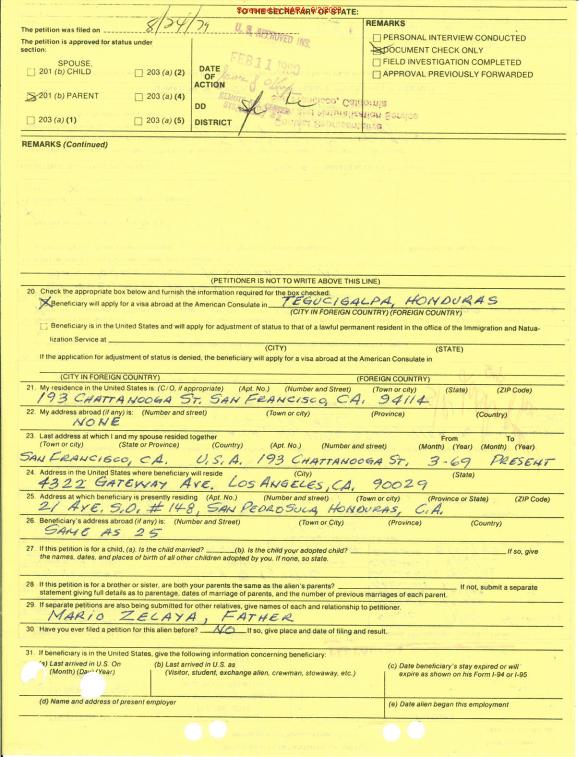 TO THE SECRETARY OF STATE:
The petition was filed on 8/24/79
The petition is approved for status under section:
SPOUSE,
201 (b) CHILD 203 (a) (2)
201 (b) PARENT 203 (a) (4)
203 (a) (1) 203 (a) (5)
U.S. APPROVED INS.
FEB 11 1980
DATE
OF
ACTION
DD
DISTRICT
REMARKS
PERSONAL INTERVIEW CONDUCTED
DOCUMENT CHECK ONLY
FIELD INVESTIGATION COMPLETED
APPROVAL PREVIOUSLY FORWARDED
REMARKS (Continued)
(PETITIONER IS NOT TO WRITE ABOVE THIS LINE)
20. Check the appropriate box below and furnish the information required for the box checked:
X Beneficiary will apply for a visa abroad at the American Consulate in TEGUCIGALPA, HONDURAS
(CITY IN FOREIGN COUNTRY) (FOREIGN COUNTRY)
Beneficiary is in the United States and will apply for adjustment of status to that of a lawful permanent resident in the office of the Immigration and Natua-
lization Service at
(CITY) (STATE)
If the application for adjustment of status is denied, the beneficiary will apply for a visa abroad at the American Consulate in
(CITY IN FOREIGN COUNTRY) (FOREIGN COUNTRY)
21. My residence in the United States is: (C/O, if appropriate) (Apt. No.) (Number and street) (Town or city) (State) (ZIP Code)
193 CHATTANOOGA ST. SAN FRANCISCO, CA. 94114
22. My address abroad (if any) is: (Number and street) (Town or city) (Province) (Country)
NONE
23. Last address at which I and my spouse resided together From To
(Town or city) (State or Province) (Country) (Apt. No.) (Number and street) (Month) (Year) (Month) (Year)
SAN FRANCISCO, CA. U.S.A. 193 CHATTANOOGA ST. 3-69 PRESENT
24. Address in the United States where beneficiary will reside (City) (State)
4322 GATEWAY AVE. LOS ANGELES, CA. 90029
25. Address at which beneficiary is presently residing (Apt. No.) (Number and street) (Town or city) (Province or State) (ZIP Code)
21 AVE. S.O. #148, SAN PEDRO SULA, HONDURAS, C.A.
26. Beneficiary's address abroad (if any) is: (Number and Street) (Town or City) (Province) (Country)
SAME AS 25
27. If this petition is for a child, (a). Is the child married? (b). Is the child your adopted child? If so, give
the names, dates, and places of birth of all other children adopted by you. If none, so state.
28. If this petition is for a brother or sister, are both your parents the same as the alien's parents? If not, submit a separate
statement giving full details as to parentage, dates of marriage of parents, and the number of previous marriages of each parent.
29. If separate petitions are also being submitted for other relatives, give names of each and relationship to petitioner.
MARIO ZELAYA, FATHER
30. Have you ever filed a petition for this alien before? NO If so, give place and date of filing and result.
31. If beneficiary is in the United States, give the following information concerning beneficiary:
(a) Last arrived in U.S. On
(Month) (Day) (Year)
(b) Last arrived in U.S. as
(Visitor, student, exchange alien, crewman, stowaway, etc.)
(c) Date beneficiary's stay expired or will
expire as shown on his Form I-94 or I-95
(d) Name and address of present employer
(e) Date alien began this employment